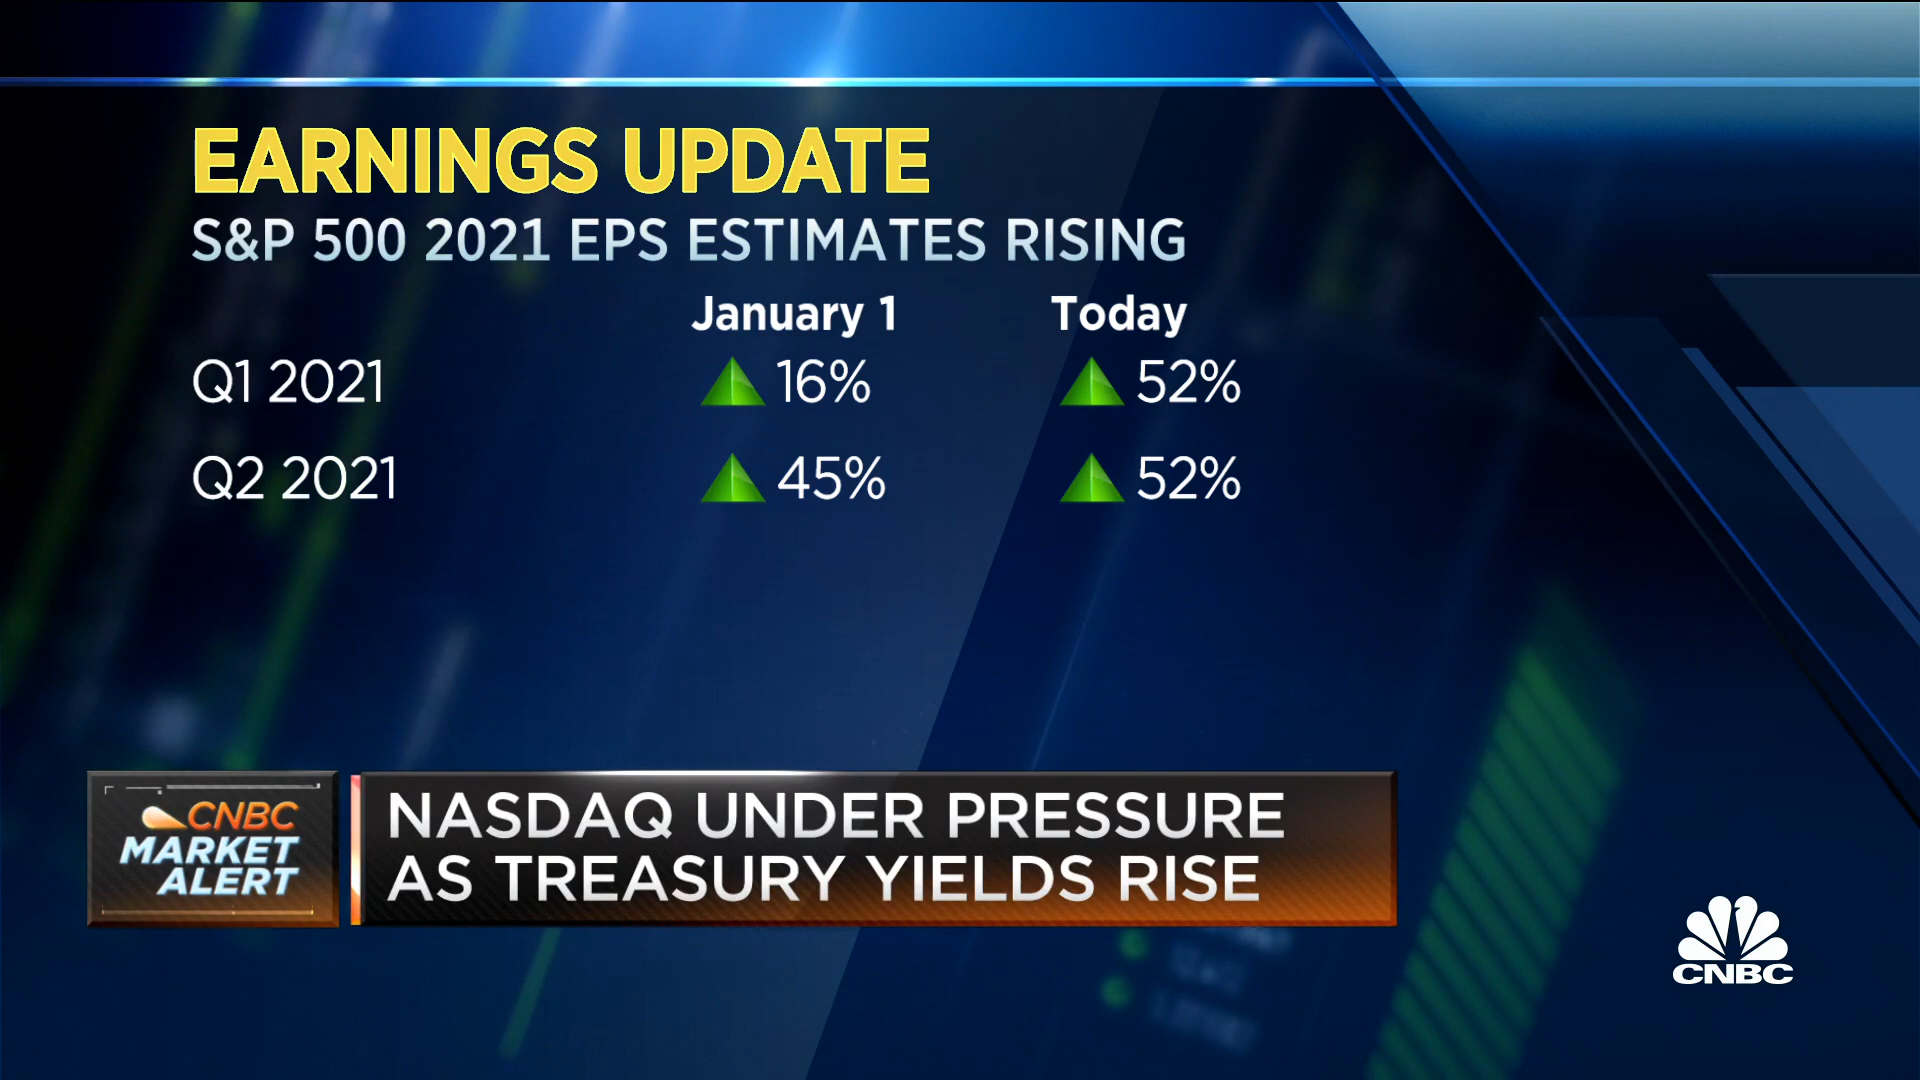 EARNINGS UPDATE
S&P 500 2021 EPS ESTIMATES RISING
January 1 Today
Q1 2021 16% 52%
Q2 2021 45% 52%
CNBC
MARKET
ALERT
NASDAQ UNDER PRESSURE
AS TREASURY YIELDS RISE
CNBC